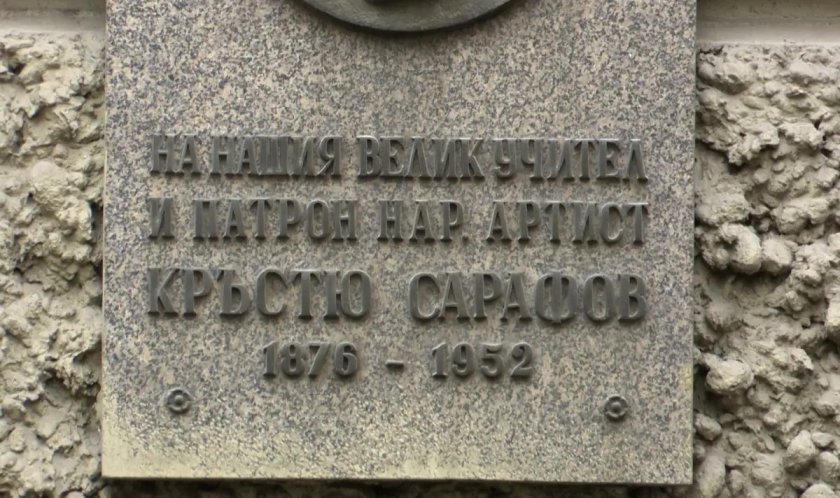 НА НАШИЯ ВЕЛИК УЧИТЕЛ
И ПАТРОН НАР. АРТИСТ
КРЪСТЮ САРАФОВ
1876 - 1952